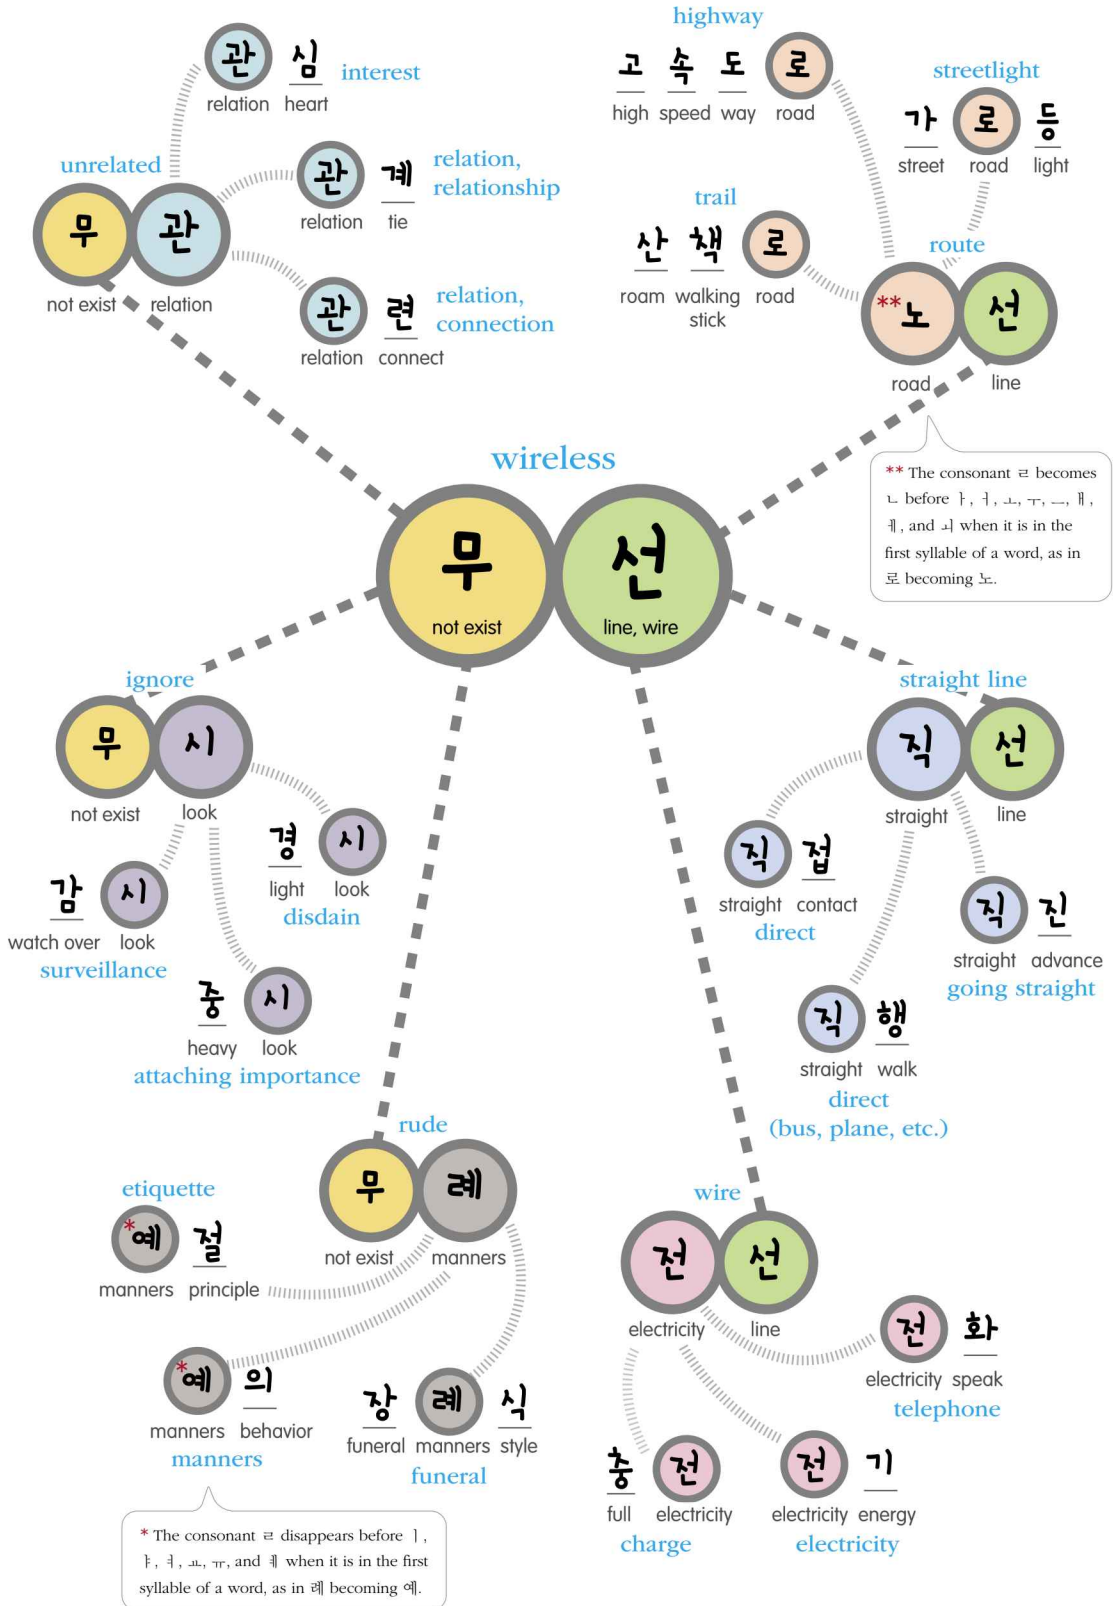 highway
고 속 도 로
high speed way road
관 심 interest
relation heart
streetlight
가 로 등
street road light
unrelated
무 관
not exist relation
관 계 relation,
relationship
relation tie
관 련 relation,
connection
relation connect
trail
산 책 로
roam walking road
stick
route
**노 선
road line
** The consonant ㄹ becomes
ㄴ before ㅏ, ㅓ, ㅗ, ㅜ, ㅡ, ㅐ,
ㅔ, and ㅚ when it is in the
first syllable of a word, as in
로 becoming 노.
wireless
무 선
not exist line, wire
ignore
무 시
not exist look
경 시
light look
disdain
감 시
watch over look
surveillance
중 시
heavy look
attaching importance
straight line
직 선
straight line
직 접
straight contact
direct
직 진
straight advance
going straight
직 행
straight walk
direct
(bus, plane, etc.)
rude
무 례
not exist manners
etiquette
*예 절
manners principle
*예 의
manners behavior
manners
장 례 식
funeral manners style
funeral
* The consonant ㄹ disappears before ㅣ,
ㅑ, ㅕ, ㅛ, ㅠ, and ㅖ when it is in the first
syllable of a word, as in 례 becoming 예.
wire
전 선
electricity line
전 화
electricity speak
telephone
충 전
full electricity
charge
전 기
electricity energy
electricity